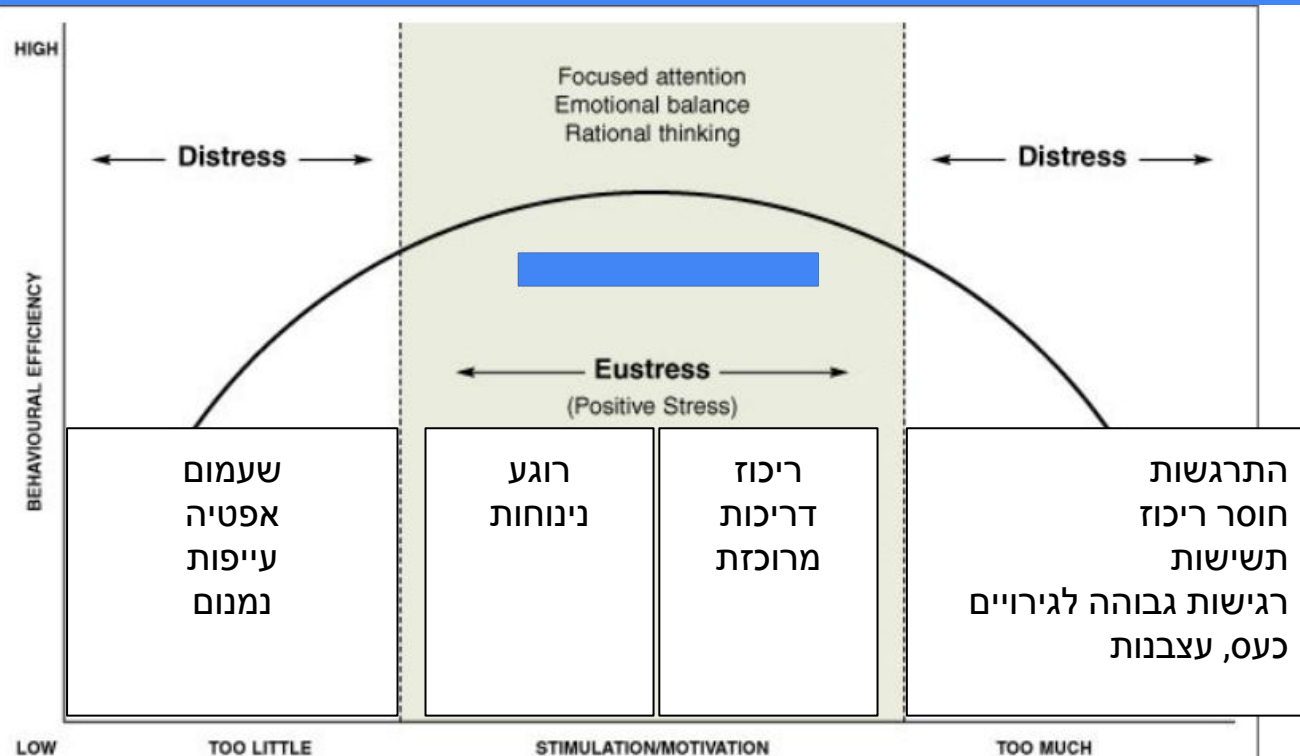 HIGH
Focused attention
Emotional balance
Rational thinking
Distress
Distress
BEHAVIOURAL EFFICIENCY
Eustress
(Positive Stress)
שעמום
אפטיה
עייפות
נמנום
רוגע
נינוחות
ריכוז
דריכות
מרוכזת
התרגשות
חוסר ריכוז
תשישות
רגישות גבוהה לגירויים
כעס, עצבנות
LOW
TOO LITTLE
STIMULATION/MOTIVATION
TOO MUCH